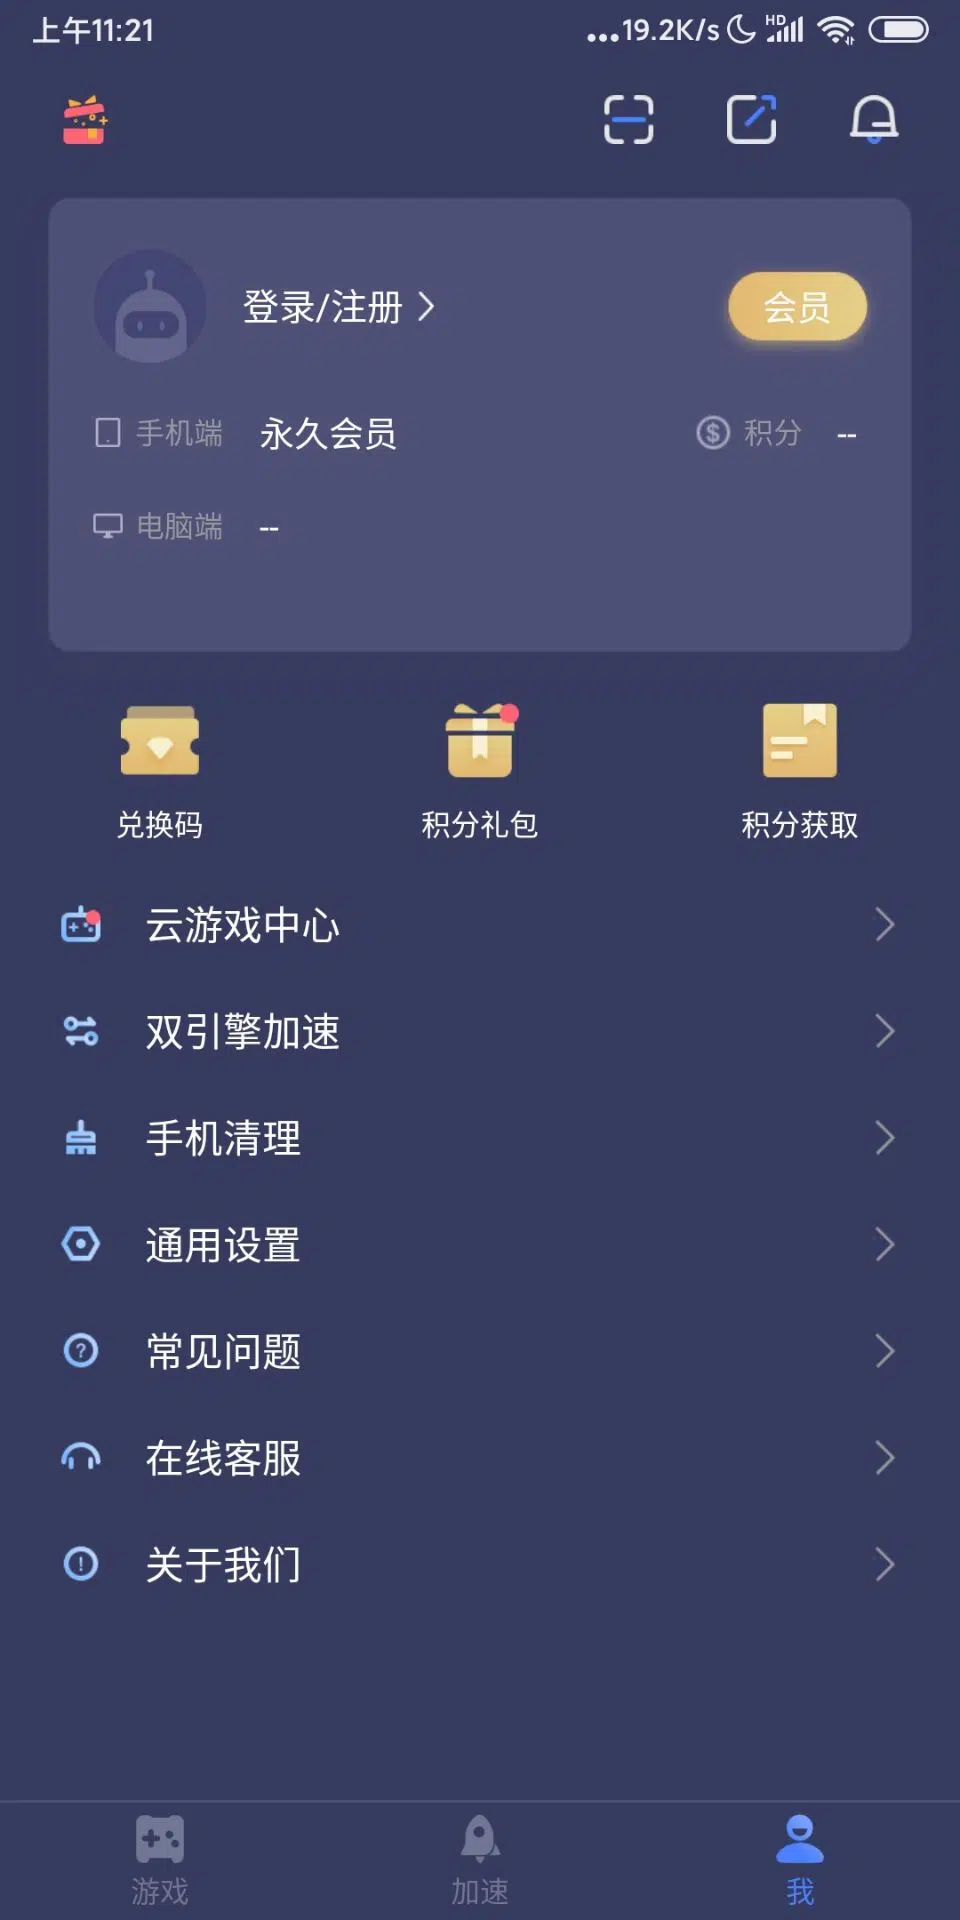 上午11:21
...19.2K/s HD
登录/注册
会员
手机端 永久会员 积分 --
电脑端 --
兑换码 积分礼包 积分获取
云游戏中心
双引擎加速
手机清理
通用设置
常见问题
在线客服
关于我们
游戏 加速 我